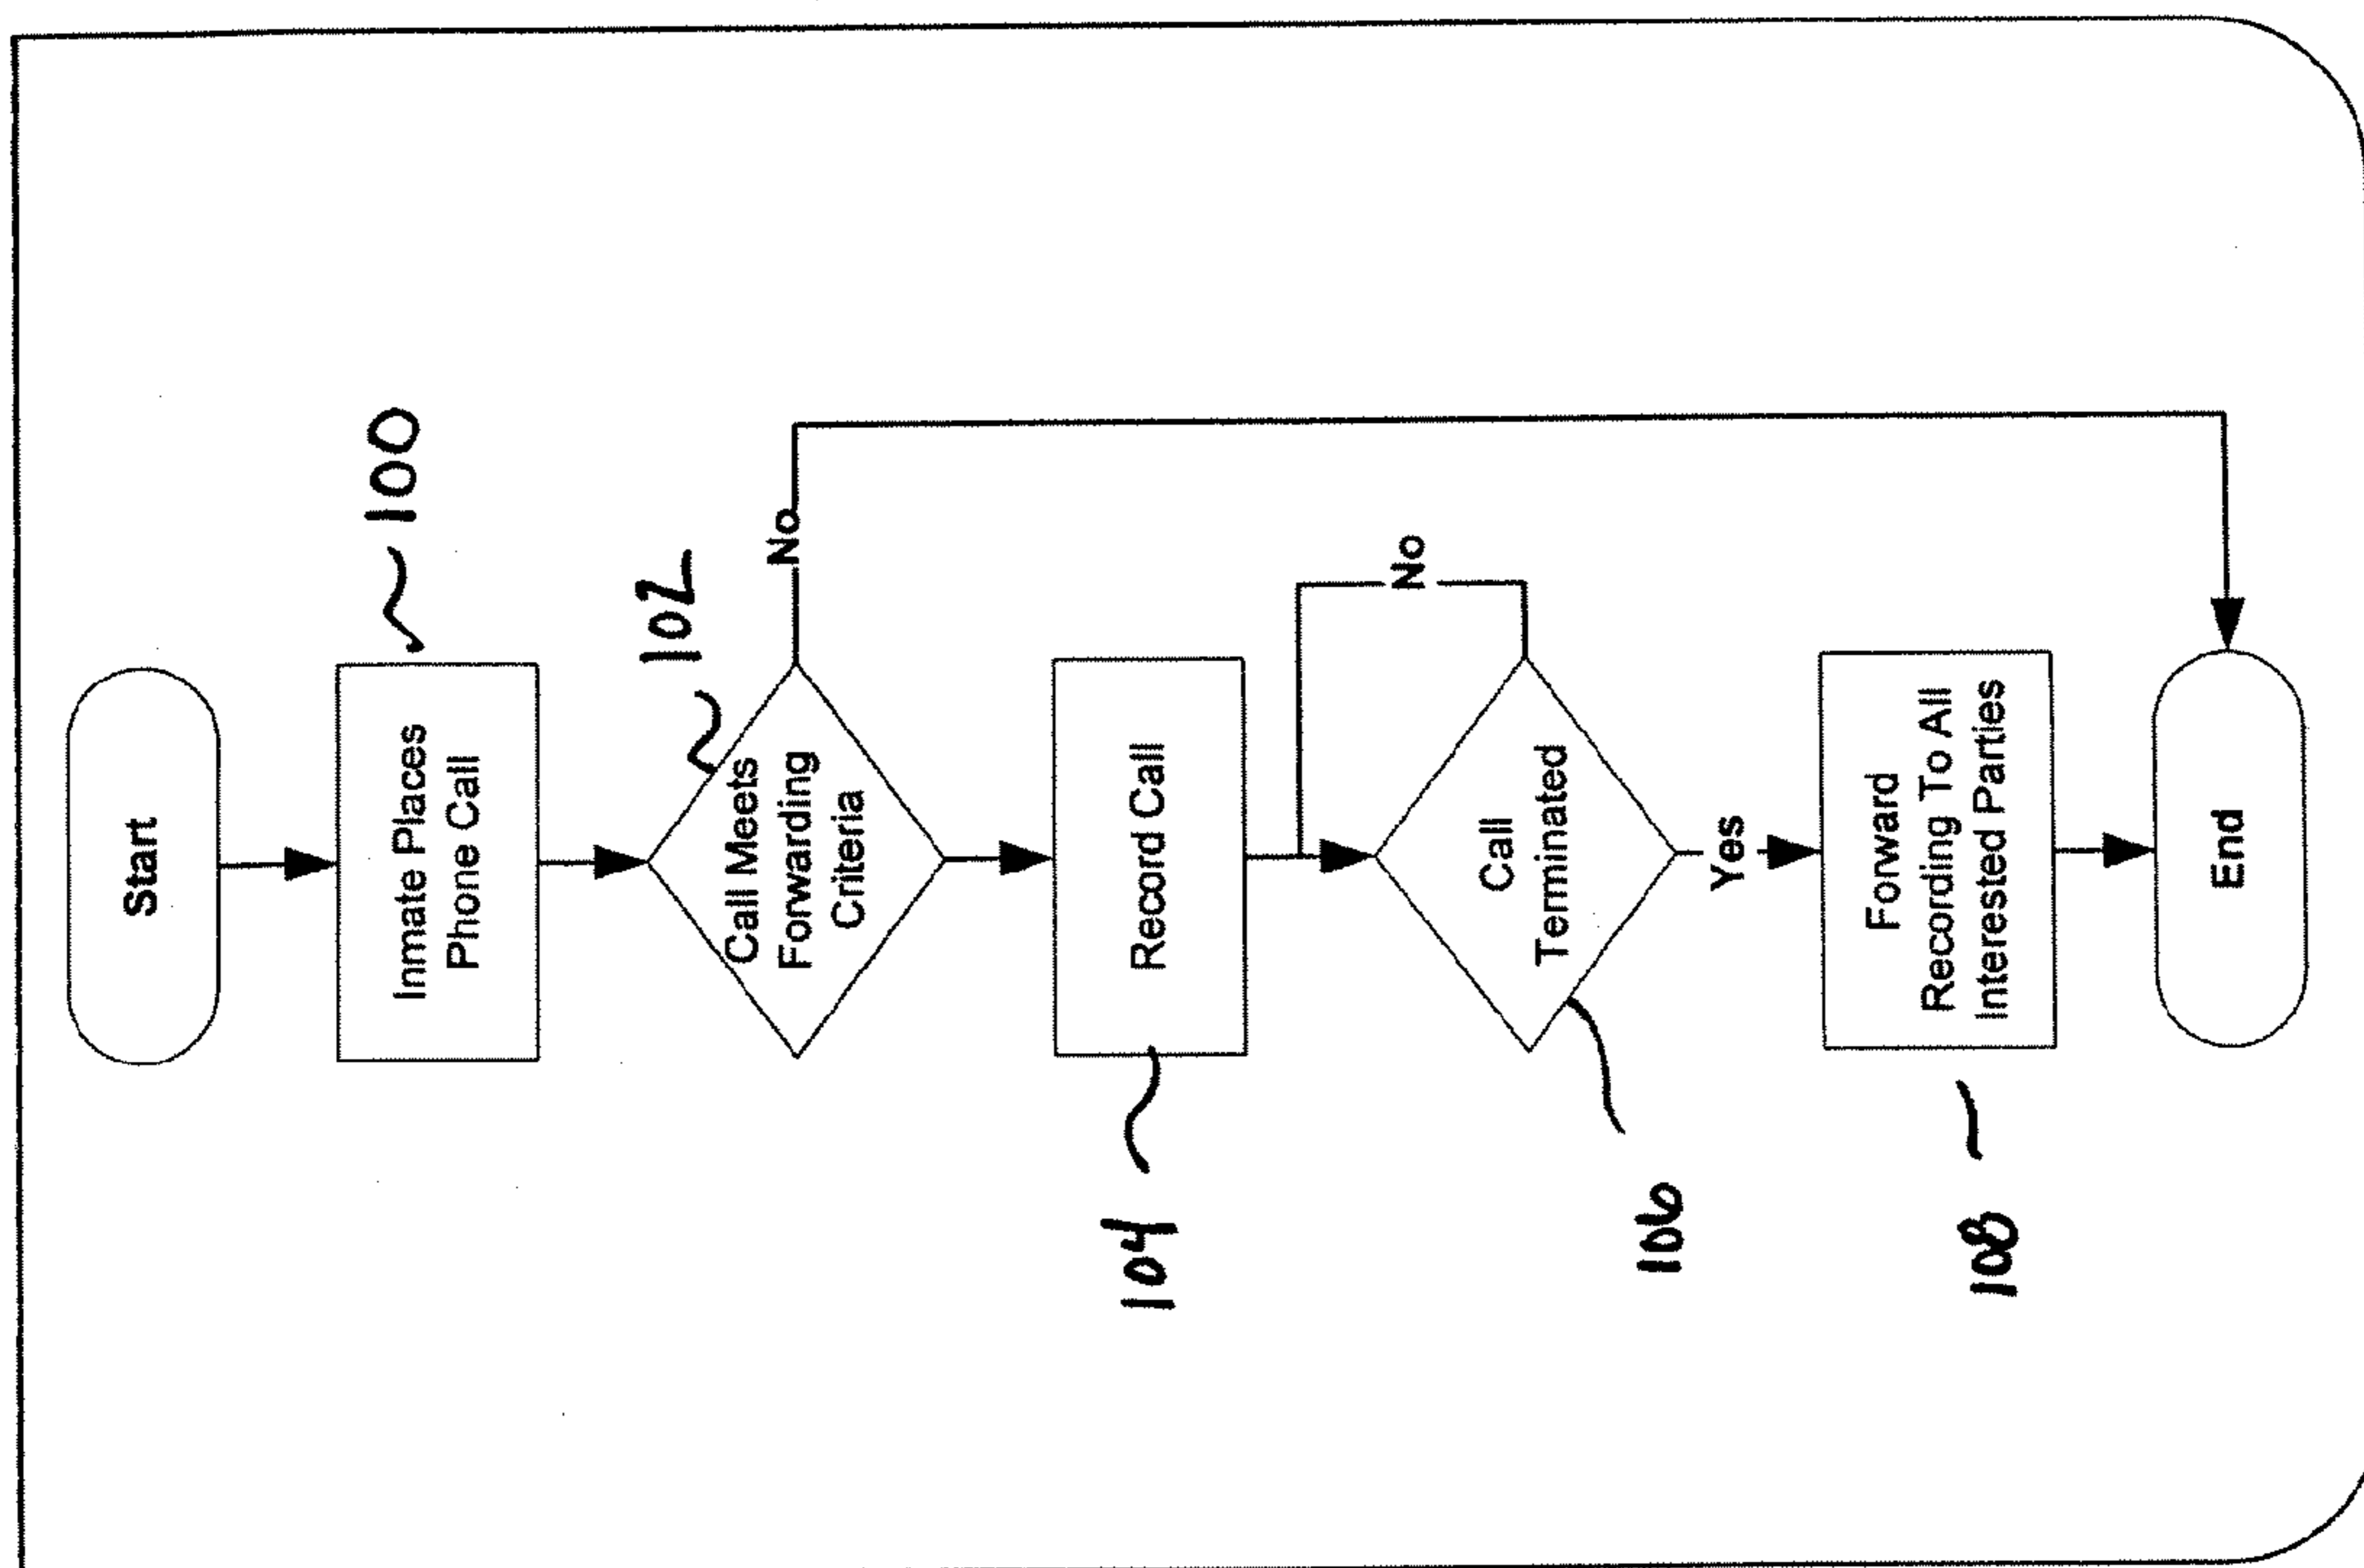 Start
Inmate Places
Phone Call
100
Call Meets
Forwarding
Criteria
102
No
Record Call
104
Call
Terminated
106
No
Yes
Forward
Recording To All
Interested Parties
108
End